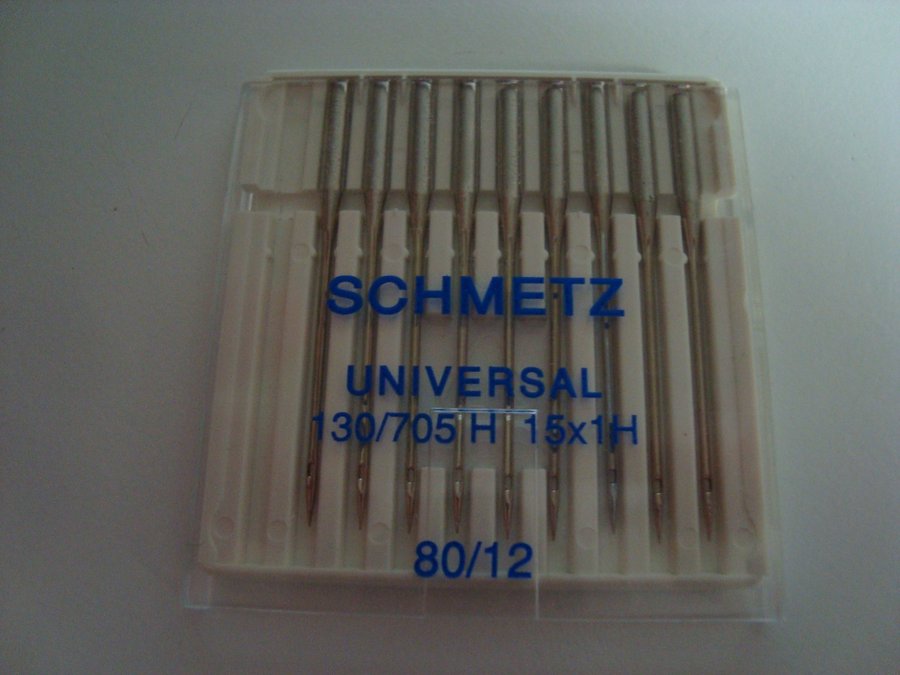 SCHMETZ
UNIVERSAL
130/705 H 15x1H
80/12